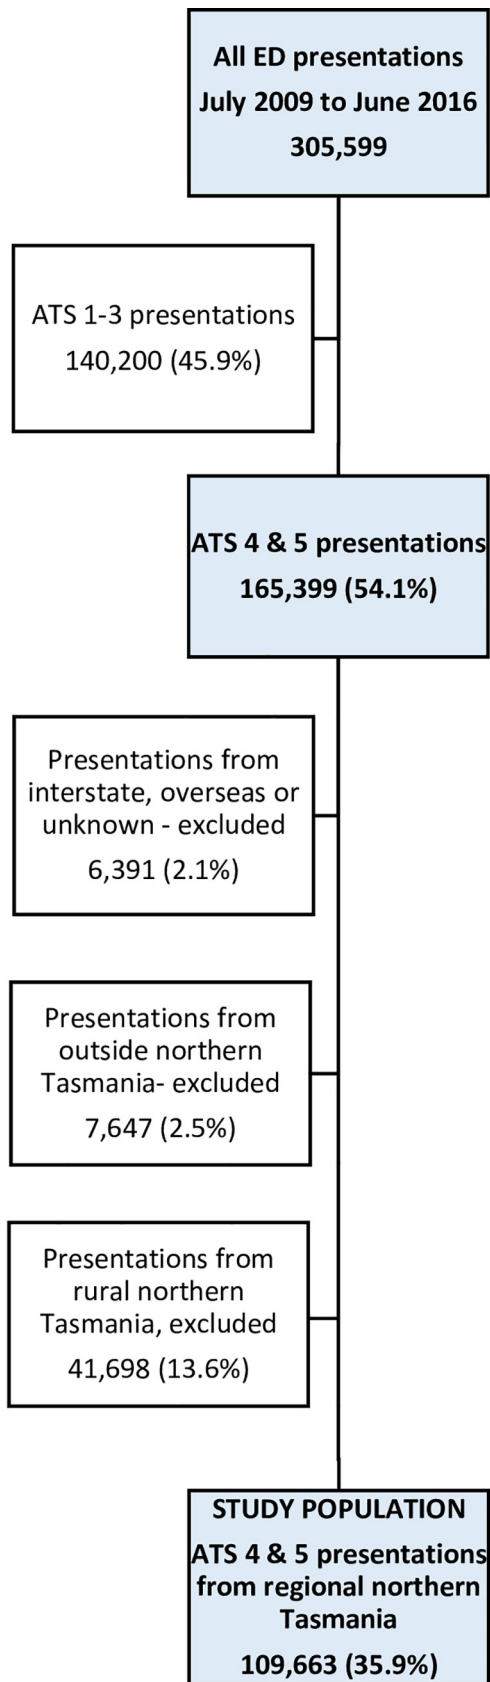 All ED presentations
July 2009 to June 2016
305,599
ATS 1-3 presentations
140,200 (45.9%)
ATS 4 & 5 presentations
165,399 (54.1%)
Presentations from
interstate, overseas or
unknown - excluded
6,391 (2.1%)
Presentations from
outside northern
Tasmania- excluded
7,647 (2.5%)
Presentations from
rural northern
Tasmania, excluded
41,698 (13.6%)
STUDY POPULATION
ATS 4 & 5 presentations
from regional northern
Tasmania
109,663 (35.9%)